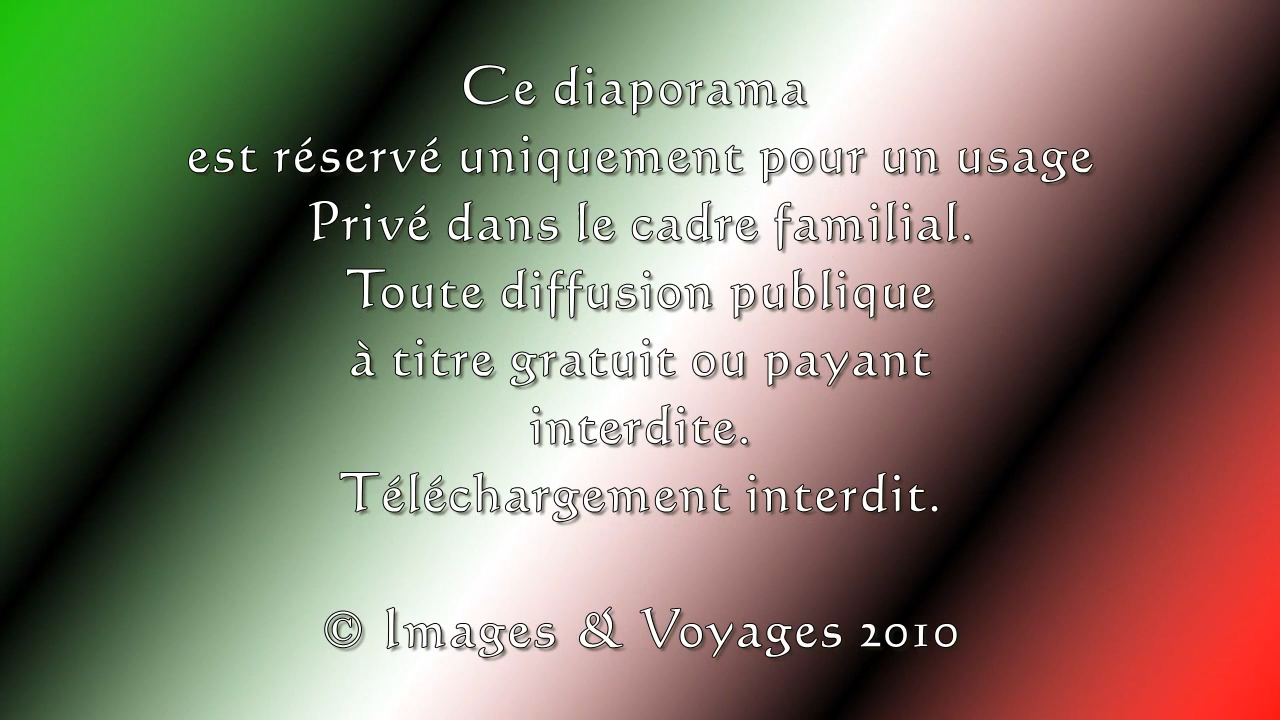 Ce diaporama
est réservé uniquement pour un usage
Privé dans le cadre familial.
Toute diffusion publique
à titre gratuit ou payant
interdite.
Téléchargement interdit.
© Images & Voyages 2010